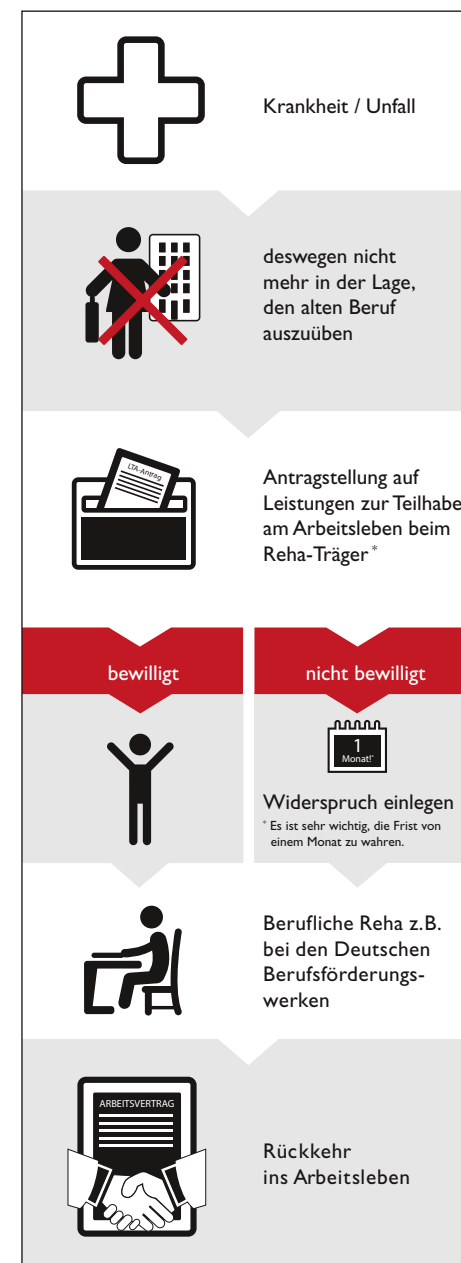 Krankheit / Unfall
deswegen nicht
mehr in der Lage,
den alten Beruf
auszuüben
LTA-Antrag
Antragstellung auf
Leistungen zur Teilhabe
am Arbeitsleben beim
Reha-Träger*
bewilligt
nicht bewilligt
1
Monat!*
Widerspruch einlegen
* Es ist sehr wichtig, die Frist von
einem Monat zu wahren.
Berufliche Reha z.B.
bei den Deutschen
Berufsförderungs-
werken
ARBEITSVERTRAG
Rückkehr
ins Arbeitsleben